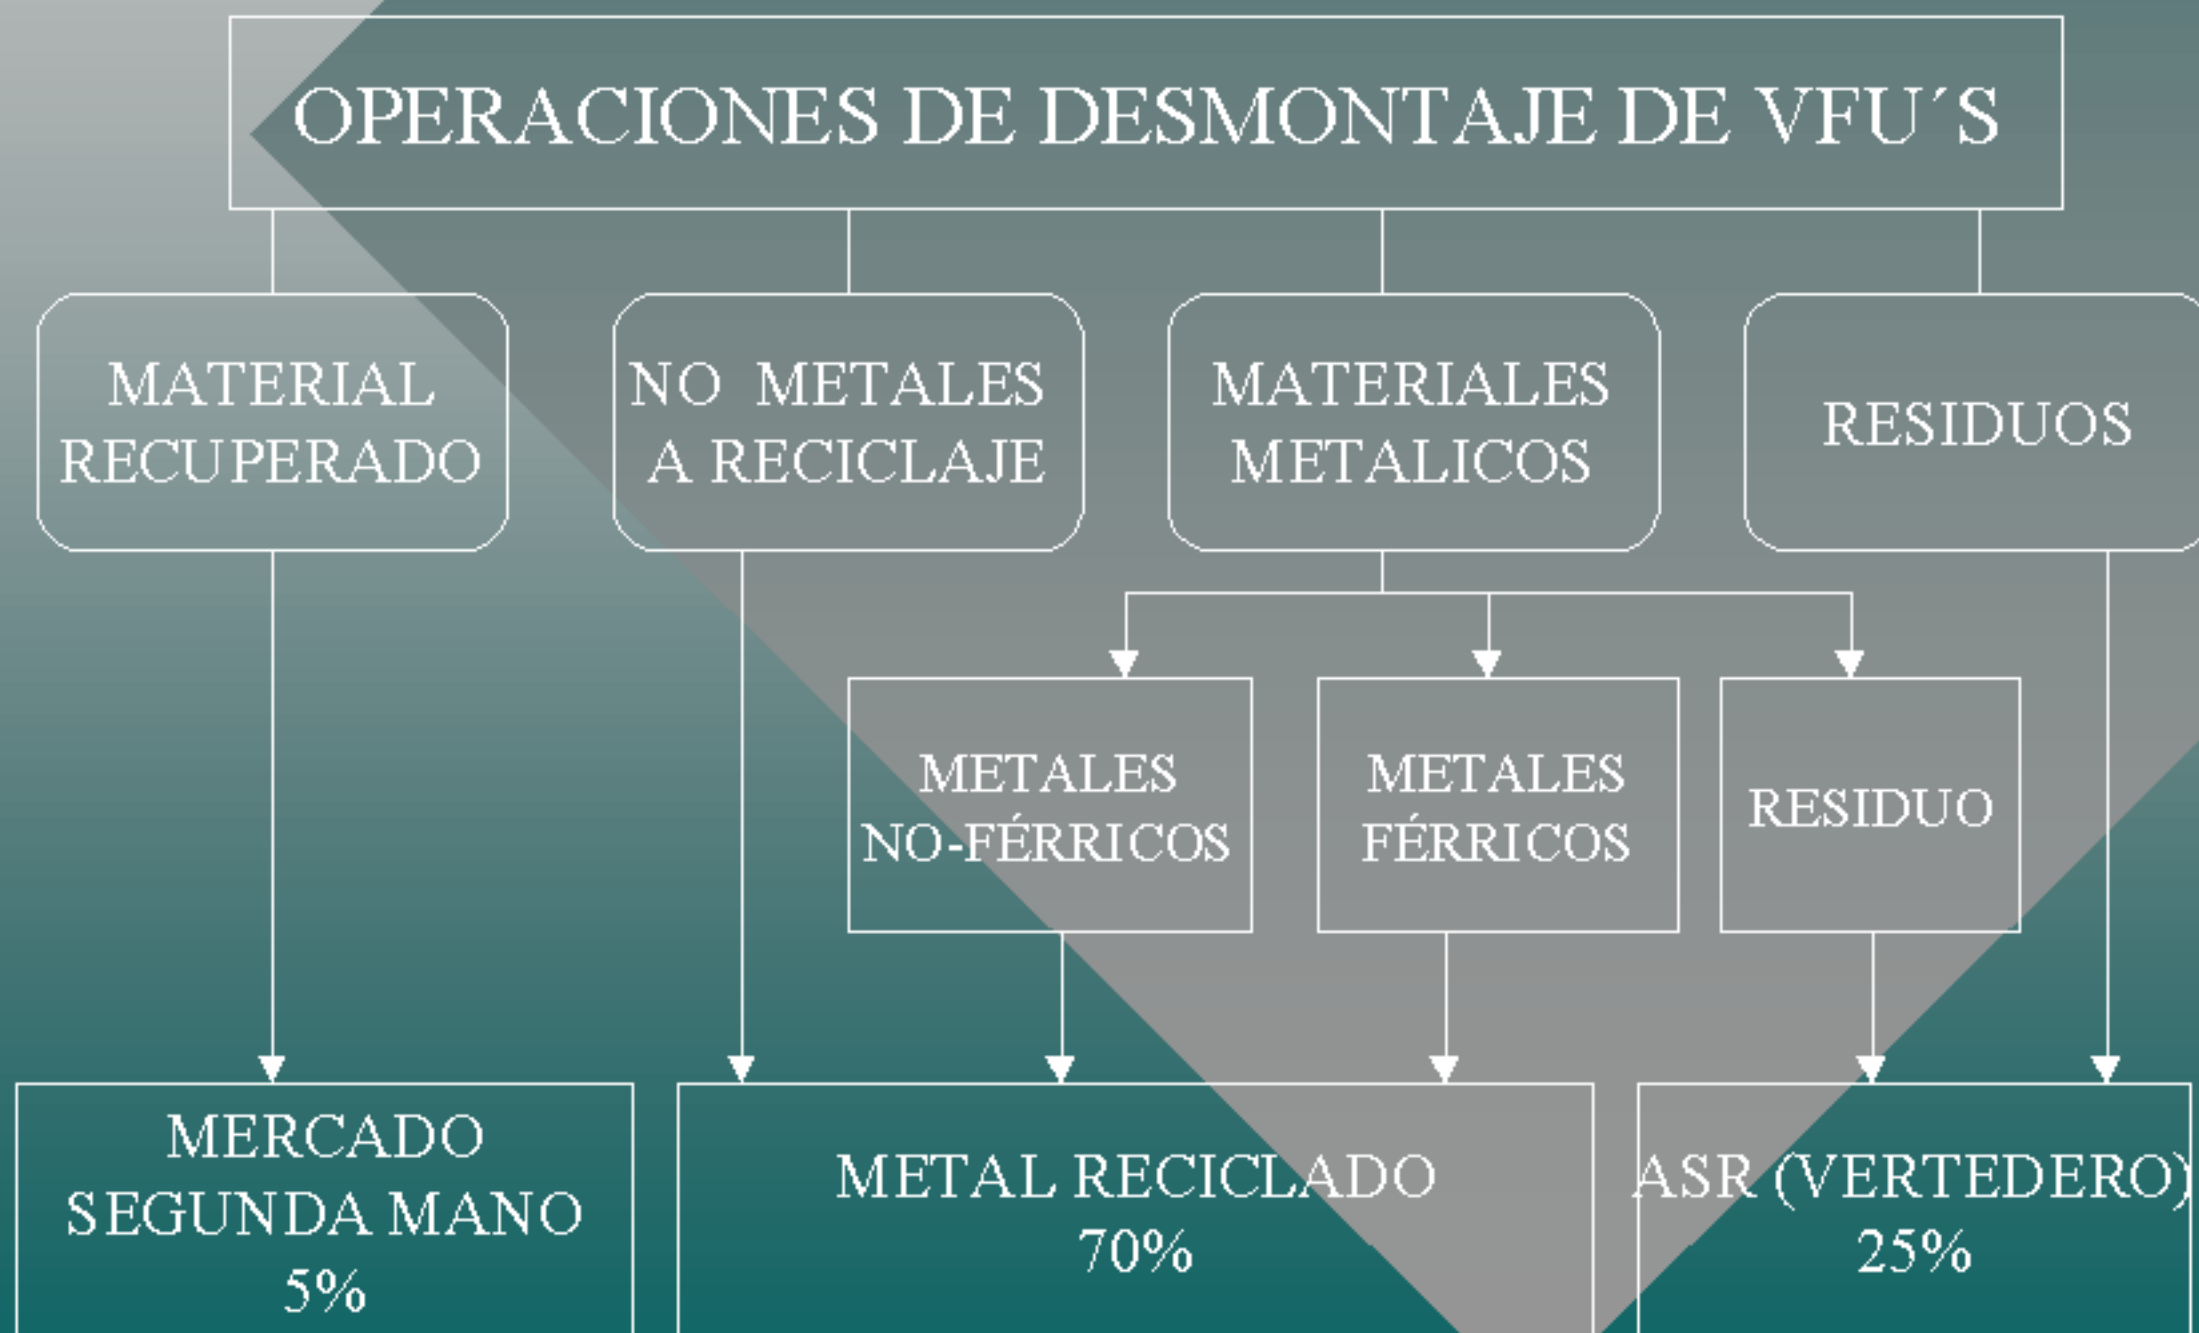 OPERACIONES DE DESMONTAJE DE VFU´S
MATERIAL
RECUPERADO
NO METALES
A RECICLAJE
MATERIALES
METALICOS
RESIDUOS
METALES
NO-FÉRRICOS
METALES
FÉRRICOS
RESIDUO
MERCADO
SEGUNDA MANO
5%
METAL RECICLADO
70%
ASR (VERTEDERO)
25%